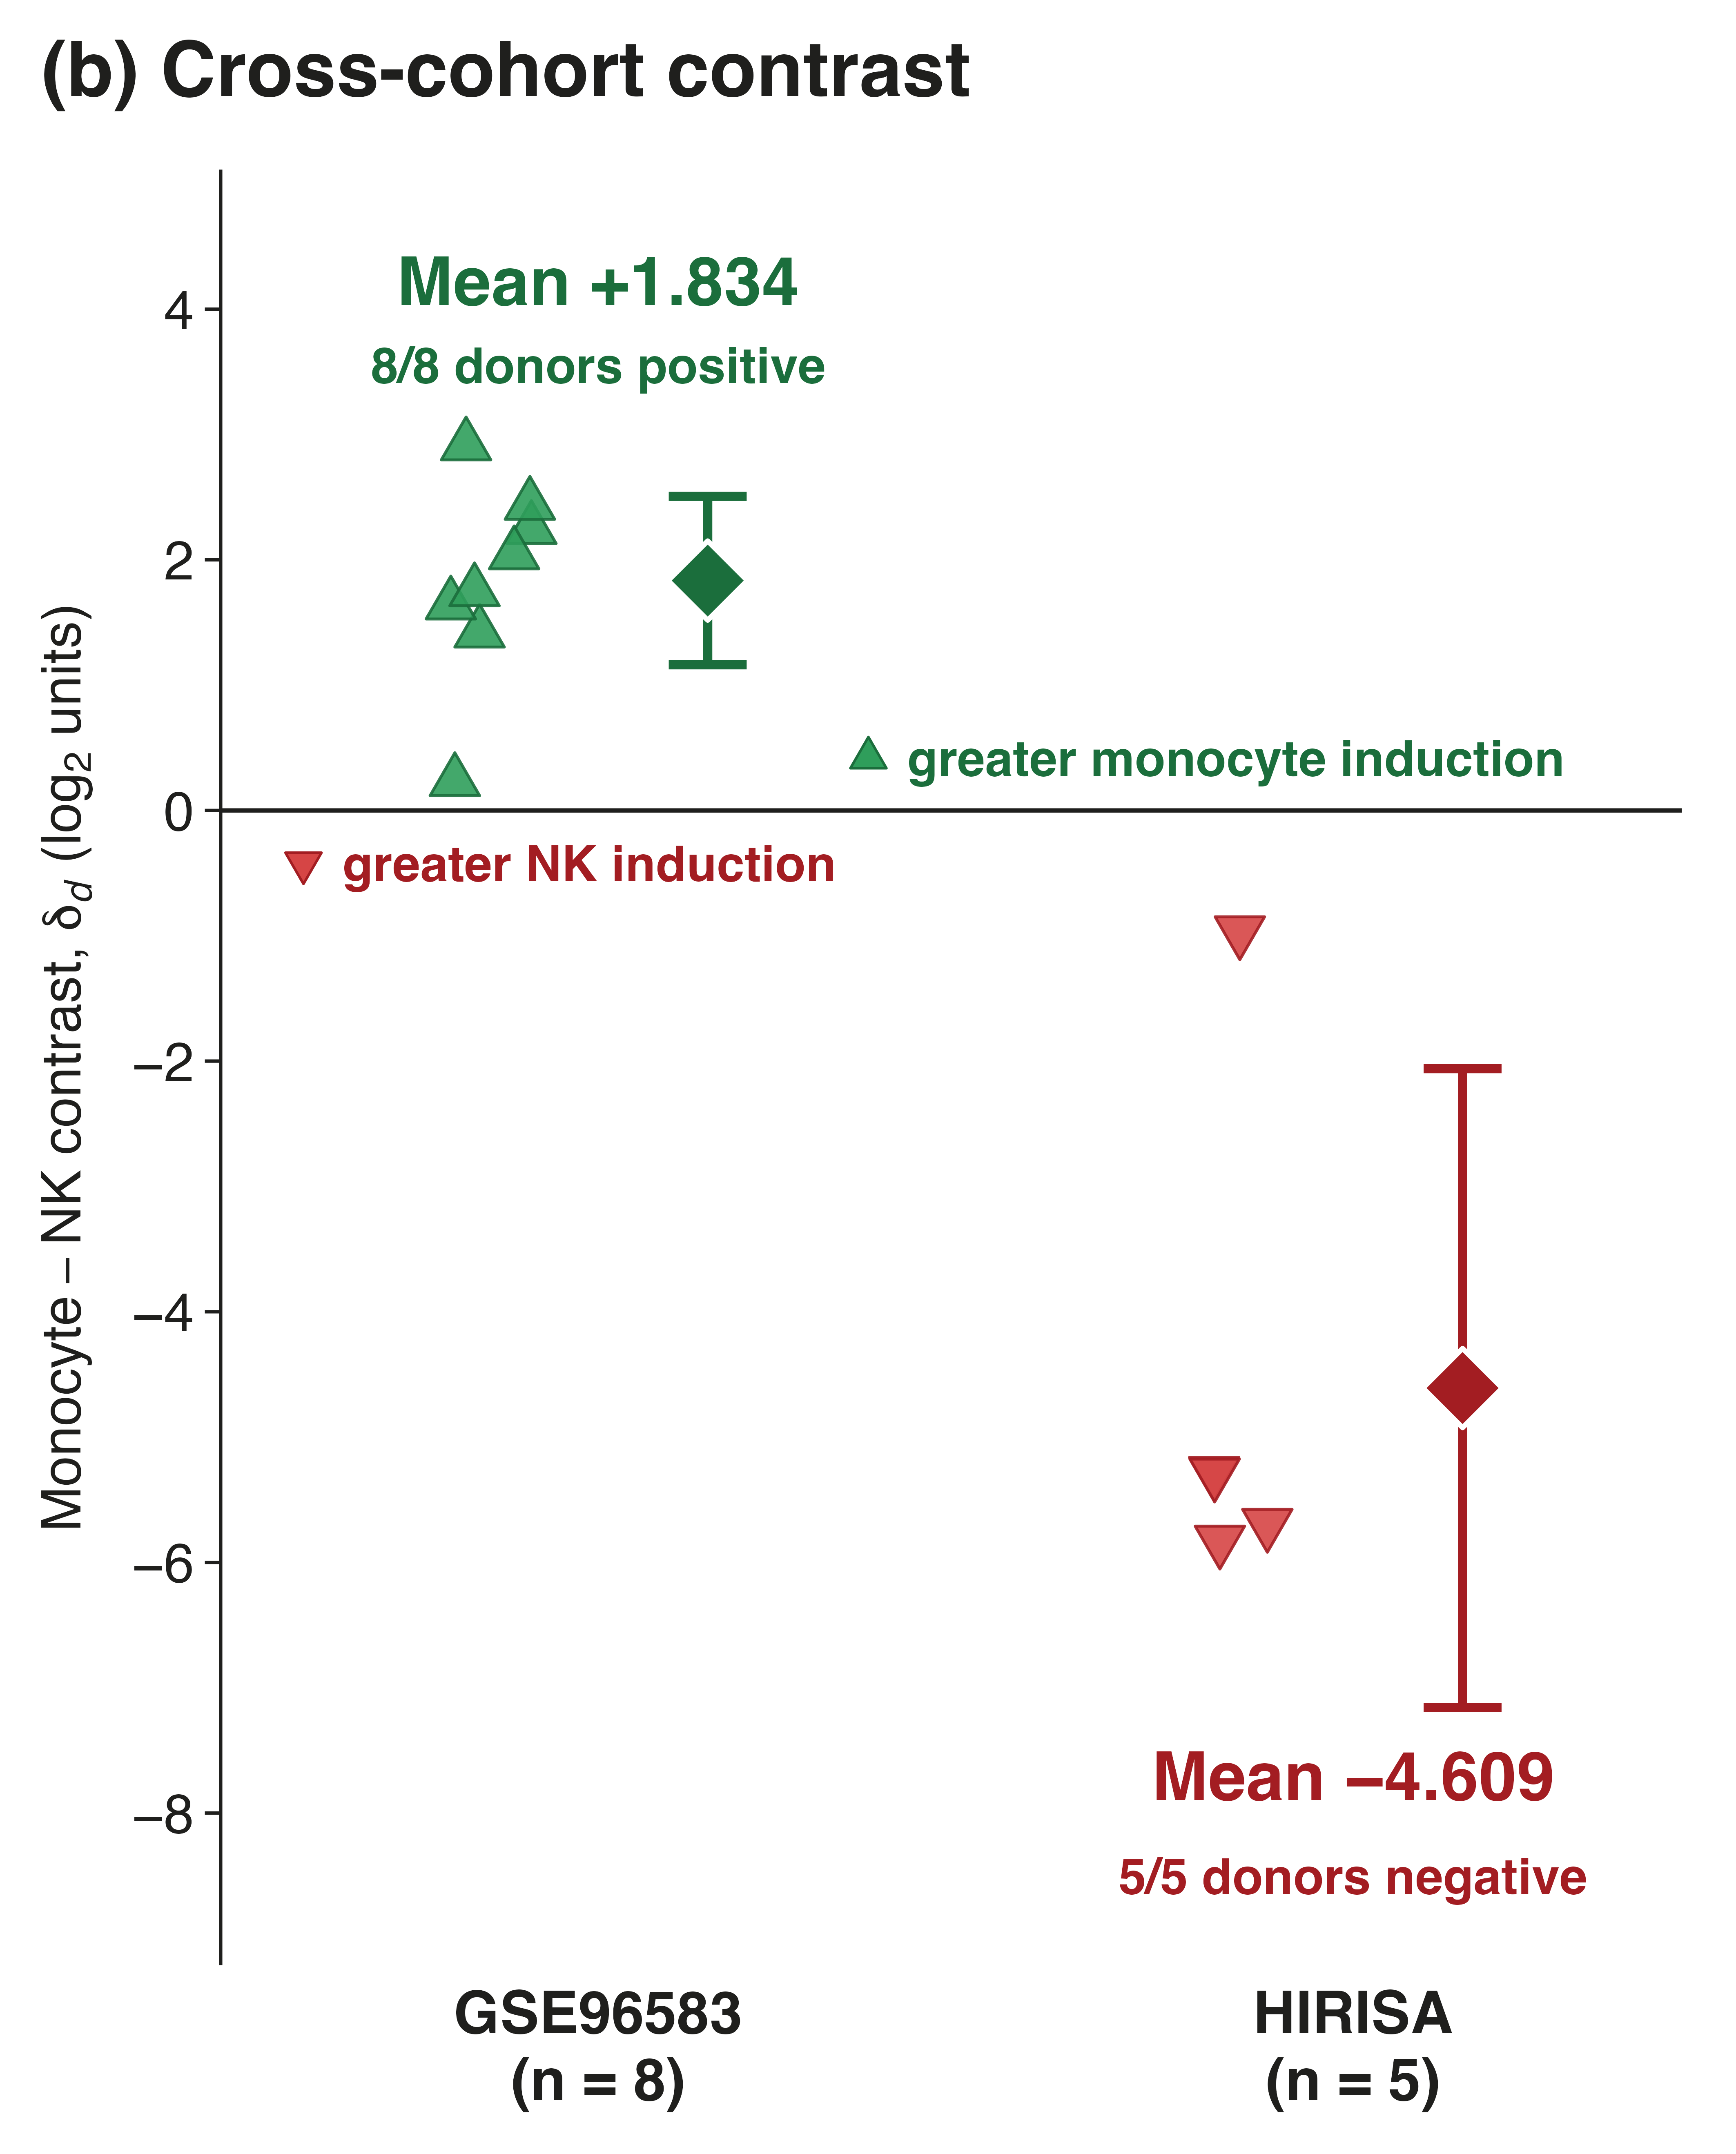 (b) Cross-cohort contrast
Mean +1.834
8/8 donors positive
4
2
0
−2
−4
−6
−8
Monocyte – NK contrast, δd (log2 units)
greater monocyte induction
greater NK induction
Mean −4.609
5/5 donors negative
GSE96583
(n = 8)
HIRISA
(n = 5)